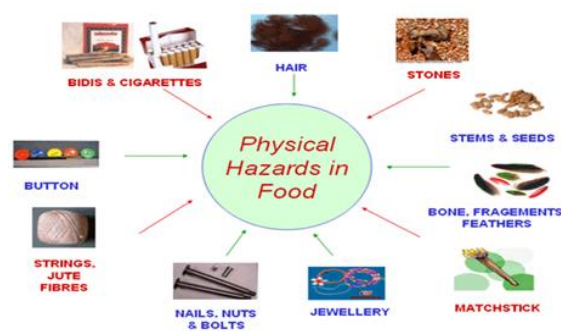 HAIR
BIDIS & CIGARETTES
STONES
STEMS & SEEDS
Physical
Hazards in
Food
BUTTON
BONE, FRAGEMENTS
FEATHERS
STRINGS,
JUTE
FIBRES
NAILS, NUTS
& BOLTS
JEWELLERY
MATCHSTICK